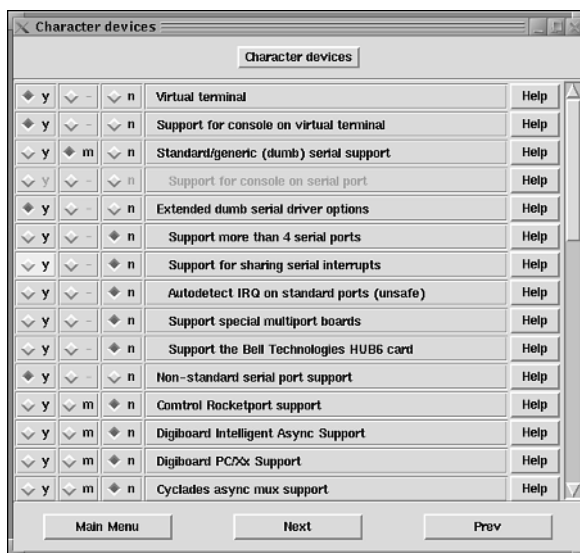 Character devices
Character devices
y - n Virtual terminal Help
y - n Support for console on virtual terminal Help
y m n Standard/generic (dumb) serial support Help
y - n Support for console on serial port Help
y - n Extended dumb serial driver options Help
y - n Support more than 4 serial ports Help
y - n Support for sharing serial interrupts Help
y - n Autodetect IRQ on standard ports (unsafe) Help
y - n Support special multiport boards Help
y - n Support the Bell Technologies HUB6 card Help
y - n Non-standard serial port support Help
y m n Comtrol Rocketport support Help
y m n Digiboard Intelligent Async Support Help
y m n Digiboard PC/Xx Support Help
y m n Cyclades async mux support Help
Main Menu Next Prev